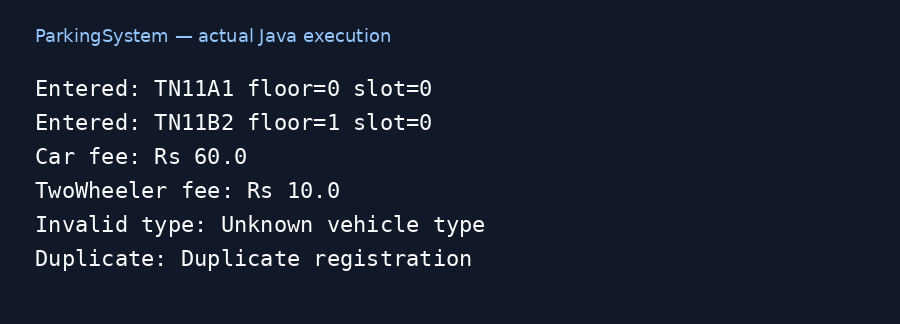 ParkingSystem — actual Java execution
Entered: TN11A1 floor=0 slot=0
Entered: TN11B2 floor=1 slot=0
Car fee: Rs 60.0
TwoWheeler fee: Rs 10.0
Invalid type: Unknown vehicle type
Duplicate: Duplicate registration